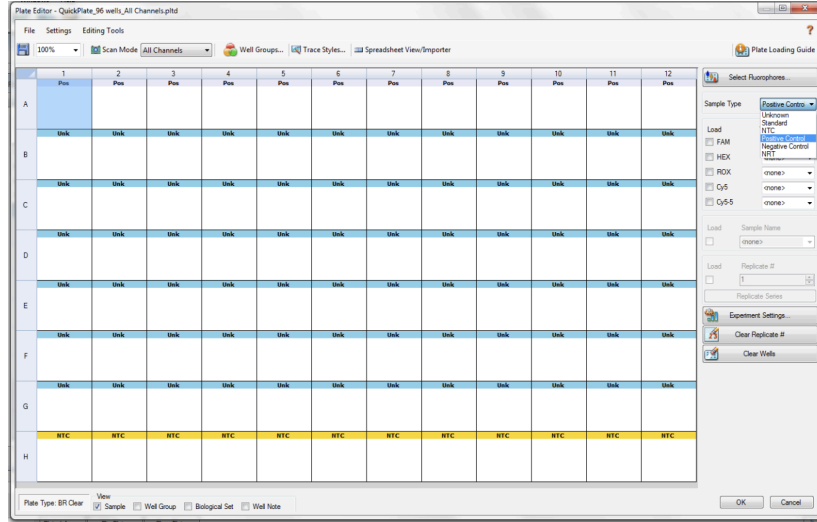 Plate Editor - QuickPlate_96 wells_All Channels.pltd
File Settings Editing Tools ?
100% Scan Mode All Channels Well Groups... Trace Styles... Spreadsheet View/Importer Plate Loading Guide
1 2 3 4 5 6 7 8 9 10 11 12
Pos Pos Pos Pos Pos Pos Pos Pos Pos Pos Pos Pos
A
Unk Unk Unk Unk Unk Unk Unk Unk Unk Unk Unk Unk
B
Unk Unk Unk Unk Unk Unk Unk Unk Unk Unk Unk Unk
C
Unk Unk Unk Unk Unk Unk Unk Unk Unk Unk Unk Unk
D
Unk Unk Unk Unk Unk Unk Unk Unk Unk Unk Unk Unk
E
Unk Unk Unk Unk Unk Unk Unk Unk Unk Unk Unk Unk
F
Unk Unk Unk Unk Unk Unk Unk Unk Unk Unk Unk Unk
G
NTC NTC NTC NTC NTC NTC NTC NTC NTC NTC NTC NTC
H
Select Fluorophores...
Sample Type Positive Contro
Unknown
Standard
NTC
Positive Control
Negative Control
NRT
Load
FAM
HEX
ROX <none>
Cy5 <none>
Cy5-5 <none>
Load Sample Name
<none>
Load Replicate #
1
Replicate Series
Experiment Settings...
Clear Replicate #
Clear Wells
Plate Type: BR Clear
View
Sample Well Group Biological Set Well Note
OK Cancel